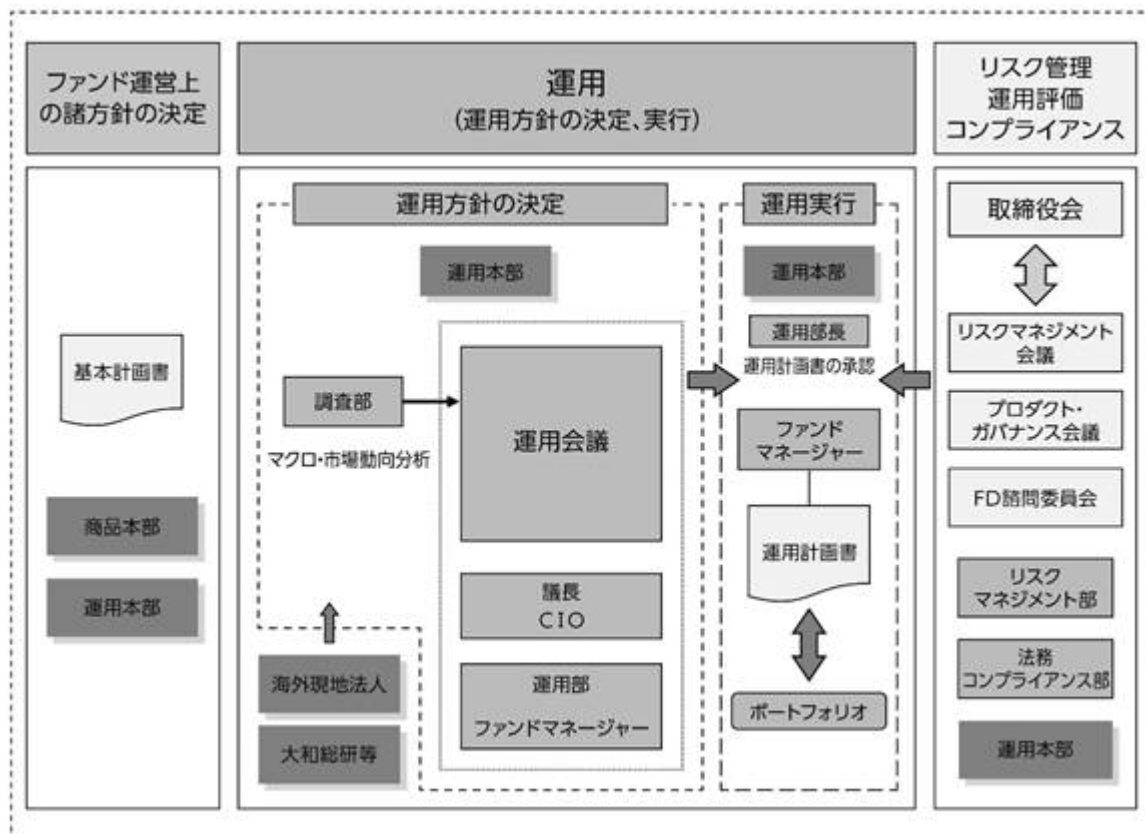 ファンド運営上
の諸方針の決定
運用
(運用方針の決定、実行)
リスク管理
運用評価
コンプライアンス
基本計画書
商品本部
運用本部
運用方針の決定
運用本部
調査部
マクロ・市場動向分析
運用会議
議長
CIO
運用部
ファンドマネージャー
海外現地法人
大和総研等
運用実行
運用本部
運用部長
運用計画書の承認
ファンド
マネージャー
運用計画書
ポートフォリオ
取締役会
リスクマネジメント
会議
プロダクト・
ガバナンス会議
FD諮問委員会
リスク
マネジメント部
法務
コンプライアンス部
運用本部